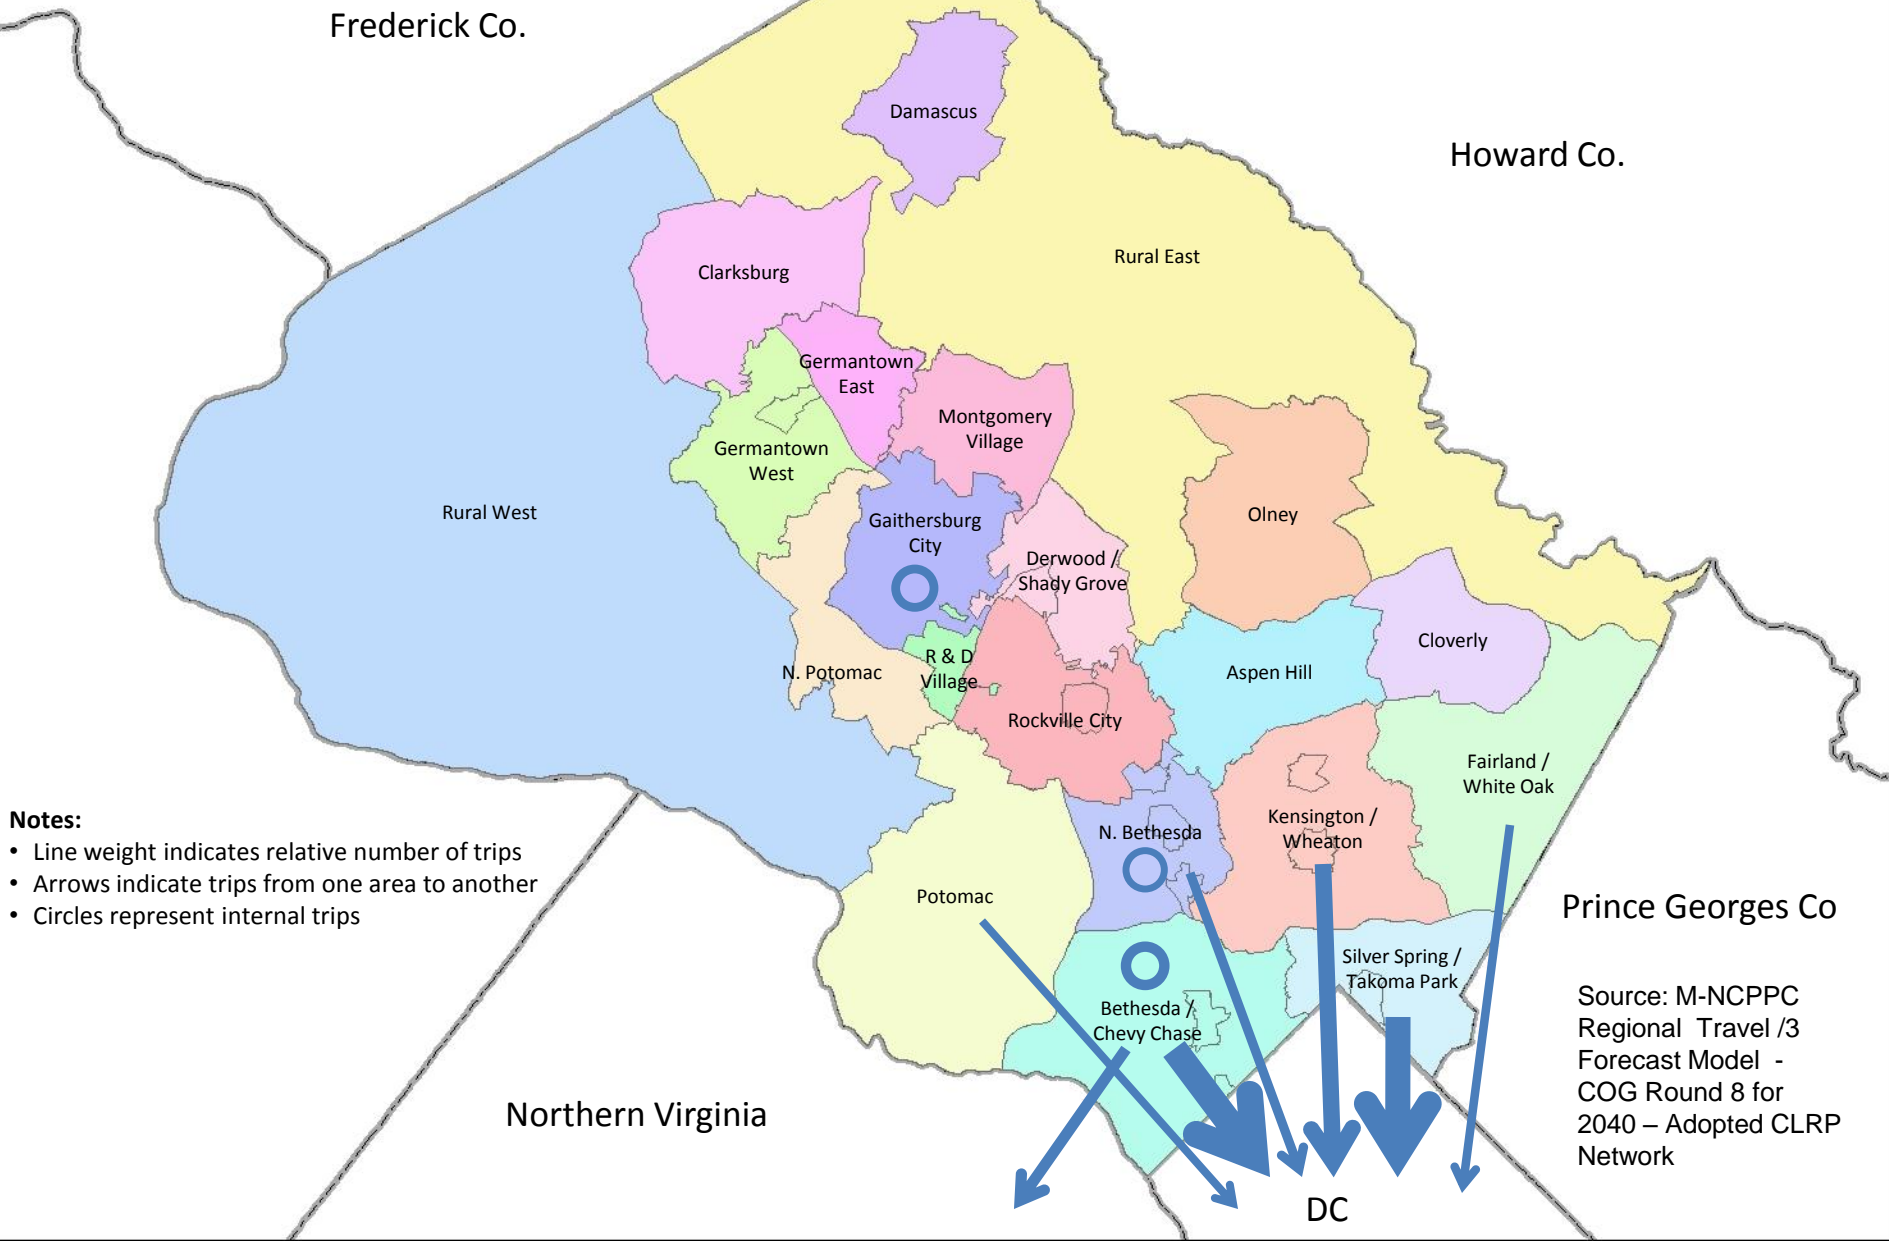 Frederick Co.
Damascus
Howard Co.
Rural East
Clarksburg
Germantown
East
Montgomery
Village
Germantown
West
Rural West
Gaithersburg
City
Olney
Derwood /
Shady Grove
Cloverly
R & D
Village
N. Potomac
Aspen Hill
Rockville City
Fairland /
White Oak
Notes:
• Line weight indicates relative number of trips
• Arrows indicate trips from one area to another
• Circles represent internal trips
N. Bethesda
Kensington /
Wheaton
Potomac
Prince Georges Co
Silver Spring /
Takoma Park
Bethesda /
Chevy Chase
Source: M-NCPPC
Regional Travel /3
Forecast Model -
COG Round 8 for
2040 – Adopted CLRP
Network
Northern Virginia
DC